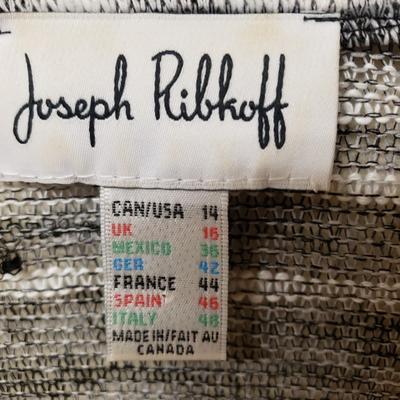 Joseph Ribkoff
CAN/USA 14
UK 16
MEXICO 36
GER 42
FRANCE 44
SPAIN 46
ITALY 48
MADE IN/FAIT AU
CANADA